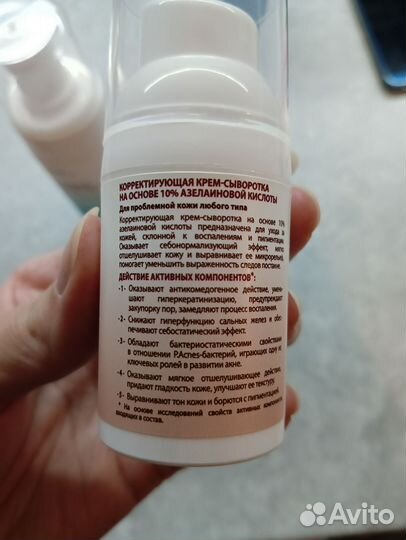 КОРРЕКТИРУЮЩАЯ КРЕМ-СЫВОРОТКА
НА ОСНОВЕ 10% АЗЕЛАИНОВОЙ КИСЛОТЫ
Для проблемной кожи любого типа
Корректирующая крем-сыворотка на основе 10%
азелаиновой кислоты предназначена для ухода за
кожей, склонной к воспалениям и пигментации.
Оказывает себонормализующий эффект, мягко
отшелушивает кожу и выравнивает ее микрорельеф,
помогает уменьшить выраженность следов постакне.
ДЕЙСТВИЕ АКТИВНЫХ КОМПОНЕНТОВ*:
-1- Оказывают антикомедогенное действие, умень-
шают гиперкератинизацию, предупреждают
закупорку пор, замедляют процесс воспаления.
-2- Снижают гиперфункцию сальных желез и обес-
печивают себостатический эффект.
-3- Обладают бактериостатическими свойствами
в отношении P.Acnes-бактерий, играющих одну из
ключевых ролей в развитии акне.
-4- Оказывают мягкое отшелушивающее действие,
придают гладкость коже, улучшают ее текстуру.
-5- Выравнивают тон кожи и борются с пигментацией.
* На основе исследований свойств активных компонентов,
входящих в состав.
Avito